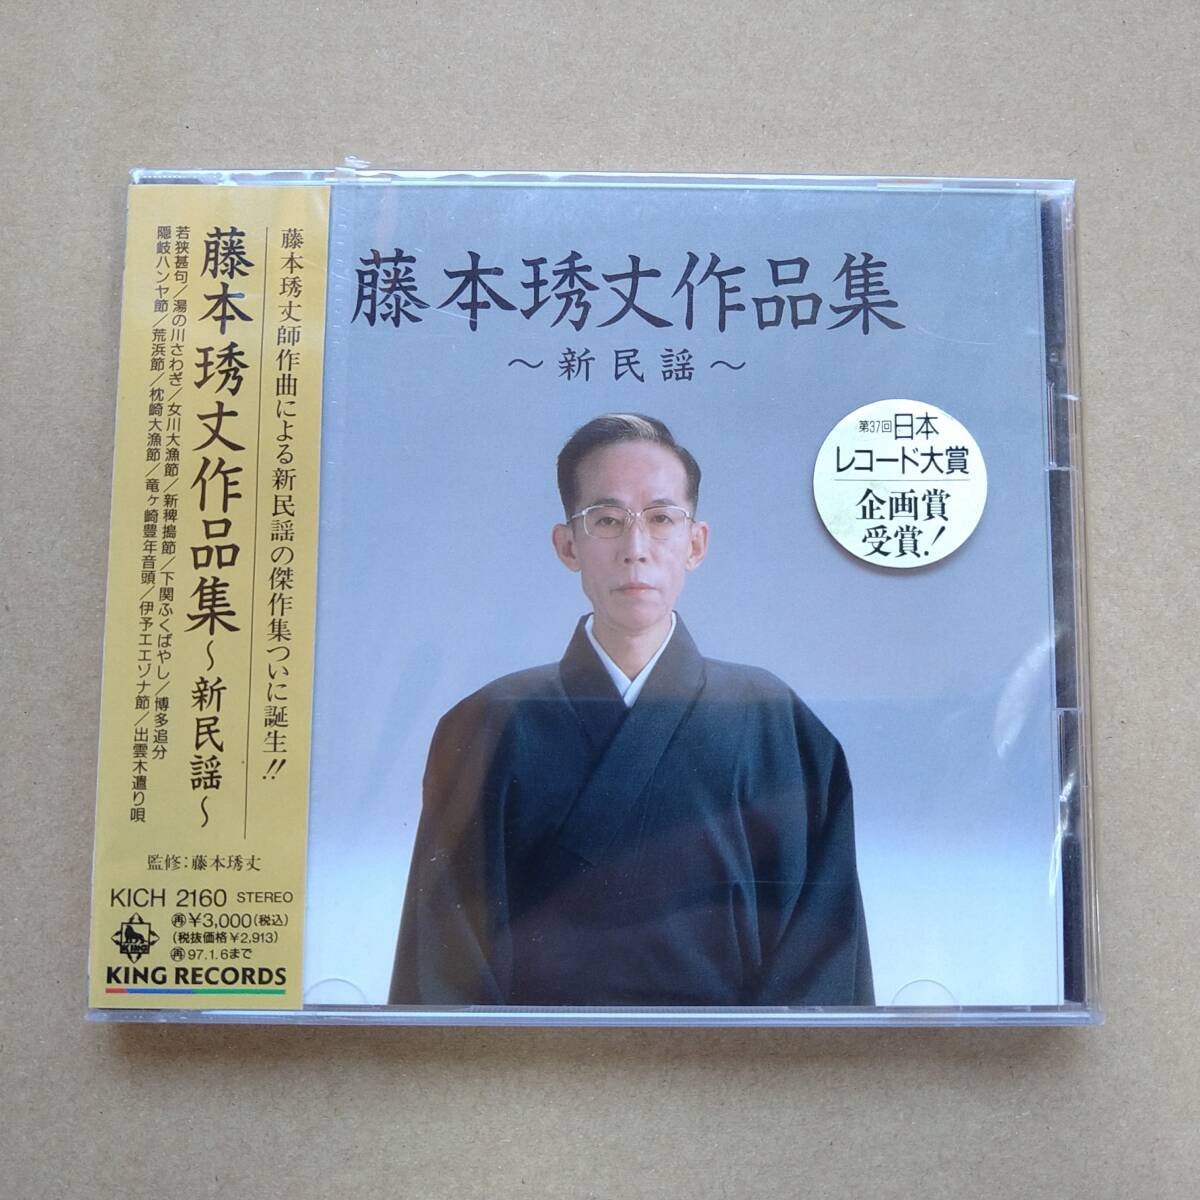 藤本琇丈作品集
～新民謡～
第37回日本
レコード大賞
企画賞
受賞!
藤本琇丈師作曲による新民謡の傑作集ついに誕生!!
藤本琇丈作品集～新民謡～
若狭甚句／湯の川さわぎ／女川大漁節／新稗搗節／下関ふくばやし／博多追分
隠岐ハンヤ節／荒浜節／枕崎大漁節／竜ヶ崎豊年音頭／伊予エエゾナ節／出雲木遣り唄
監修:藤本琇丈
KICH 2160 STEREO
再¥3,000(税込)
(税抜価格¥2,913)
再97.1.6まで
KING
KING RECORDS